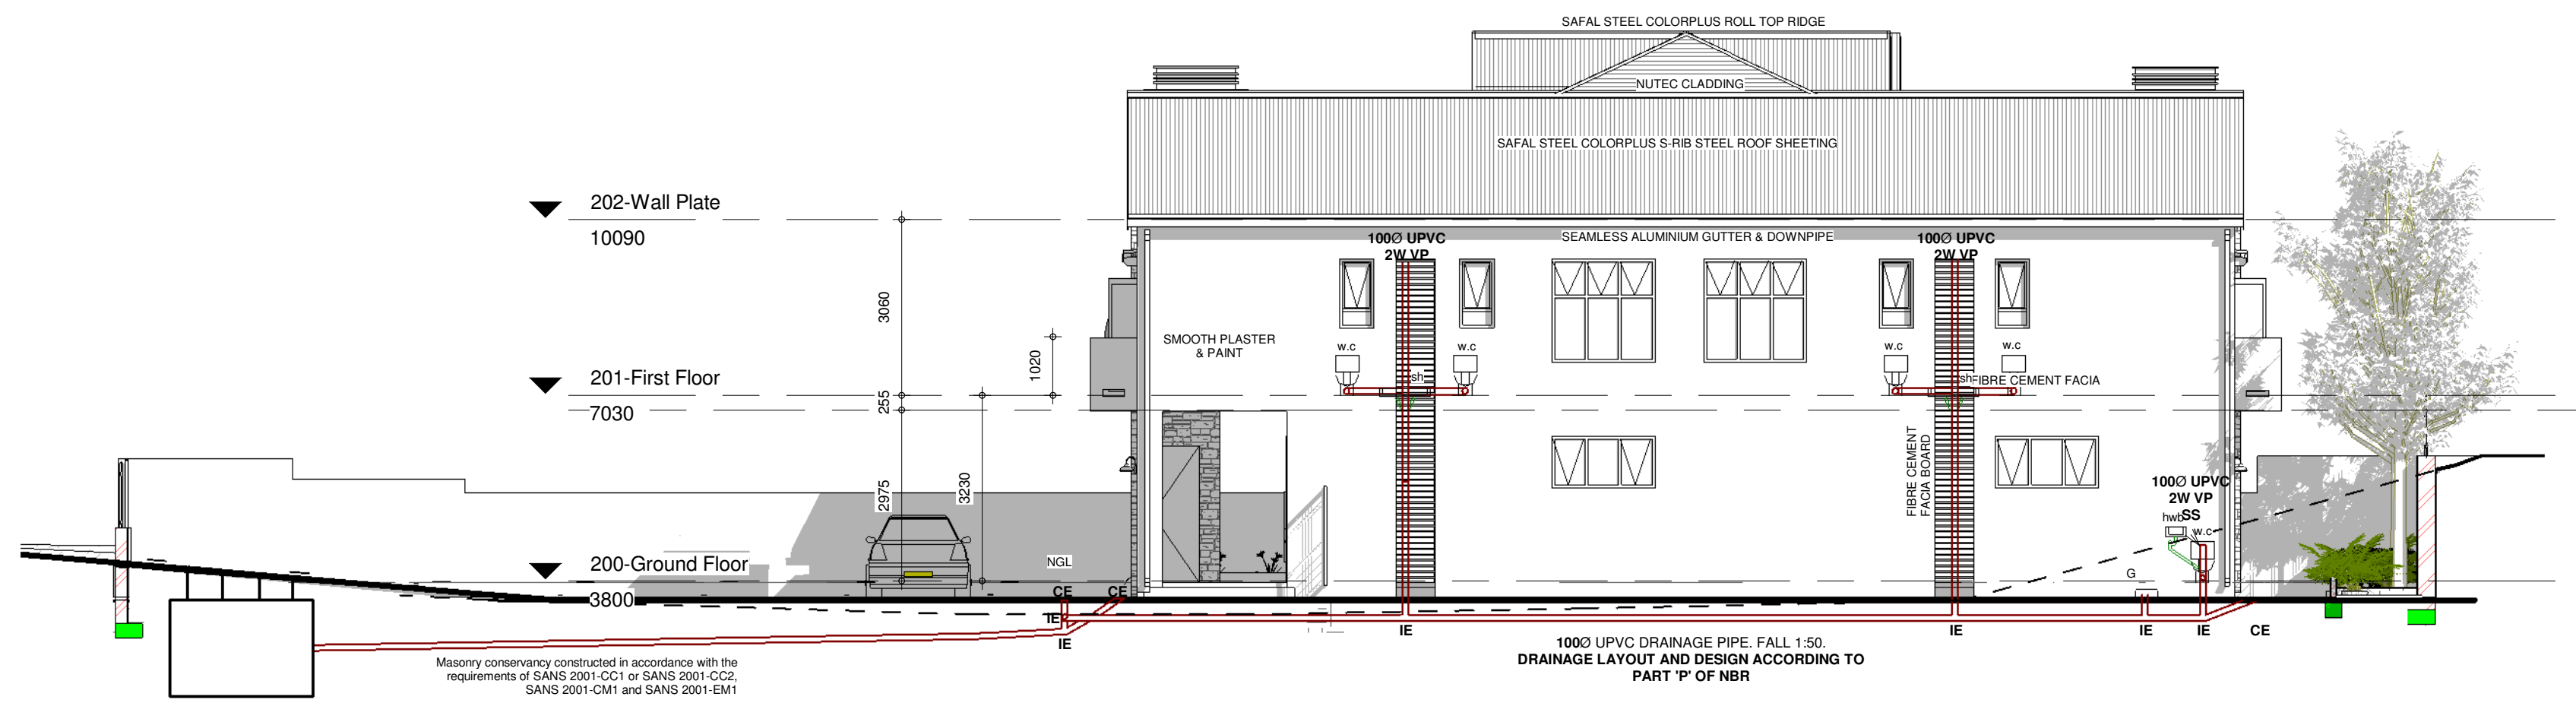 SAFAL STEEL COLORPLUS ROLL TOP RIDGE
NUTEC CLADDING
SAFAL STEEL COLORPLUS S-RIB STEEL ROOF SHEETING
202-Wall Plate
10090
100Ø UPVC
2W VP
SEAMLESS ALUMINIUM GUTTER & DOWNPIPE
100Ø UPVC
2W VP
3060
SMOOTH PLASTER
& PAINT
1020
w.c
w.c
w.c
w.c
201-First Floor
7030
255
sh
sh
FIBRE CEMENT FACIA
FIBRE CEMENT
FACIA BOARD
2975
3230
100Ø UPVC
2W VP
SS
hwb
w.c
200-Ground Floor
3800
NGL
G
CE
CE
IE
IE
IE
IE
IE
IE
CE
100Ø UPVC DRAINAGE PIPE. FALL 1:50.
DRAINAGE LAYOUT AND DESIGN ACCORDING TO
PART 'P' OF NBR
Masonry conservancy constructed in accordance with the
requirements of SANS 2001-CC1 or SANS 2001-CC2,
SANS 2001-CM1 and SANS 2001-EM1